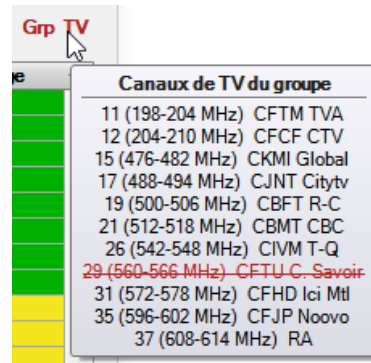 Grp TV
ge
Canaux de TV du groupe
11 (198-204 MHz) CFTM TVA
12 (204-210 MHz) CFCF CTV
15 (476-482 MHz) CKMI Global
17 (488-494 MHz) CJNT Citytv
19 (500-506 MHz) CBFT R-C
21 (512-518 MHz) CBMT CBC
26 (542-548 MHz) CIVM T-Q
29 (560-566 MHz) CFTU C. Savoir
31 (572-578 MHz) CFHD Ici Mtl
35 (596-602 MHz) CFJP Noovo
37 (608-614 MHz) RA